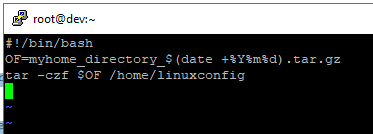 root@dev:~
#!/bin/bash
OF=myhome_directory_$(date +%Y%m%d).tar.gz
tar -czf $OF /home/linuxconfig
~
~